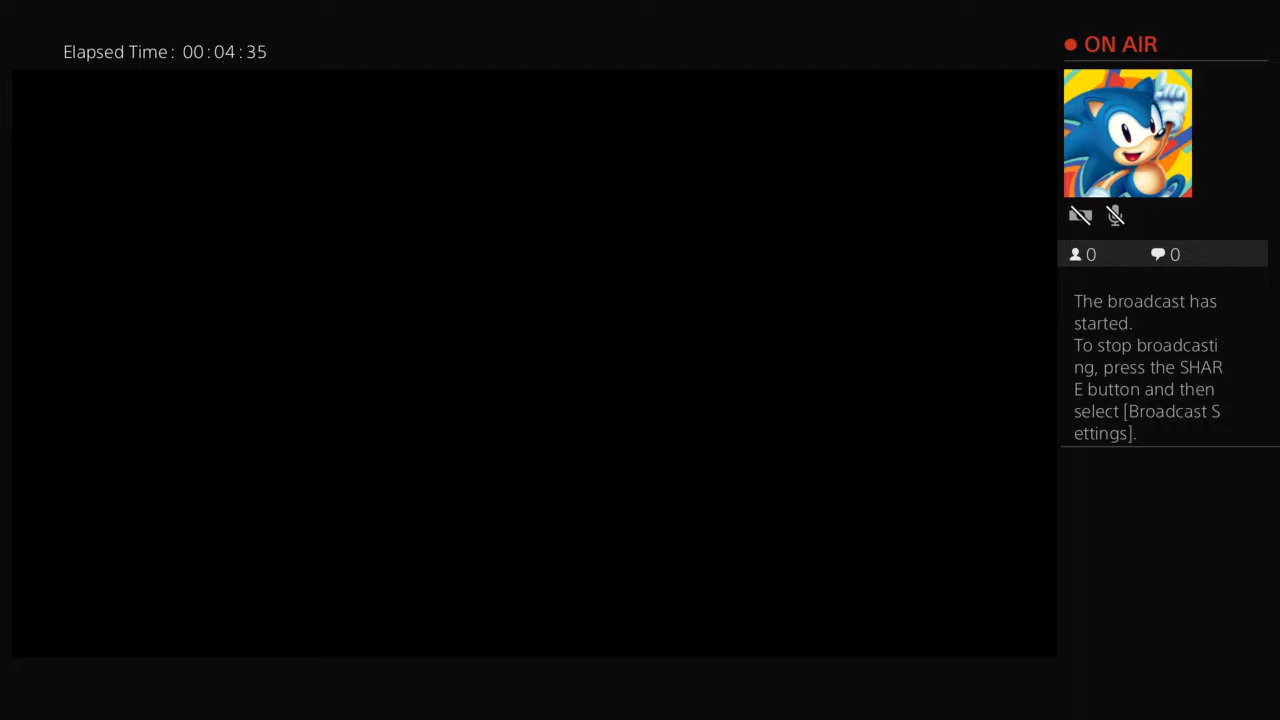 Elapsed Time: 00:04:35
ON AIR
0 0
The broadcast has
started.
To stop broadcasti
ng, press the SHAR
E button and then
select [Broadcast S
ettings].